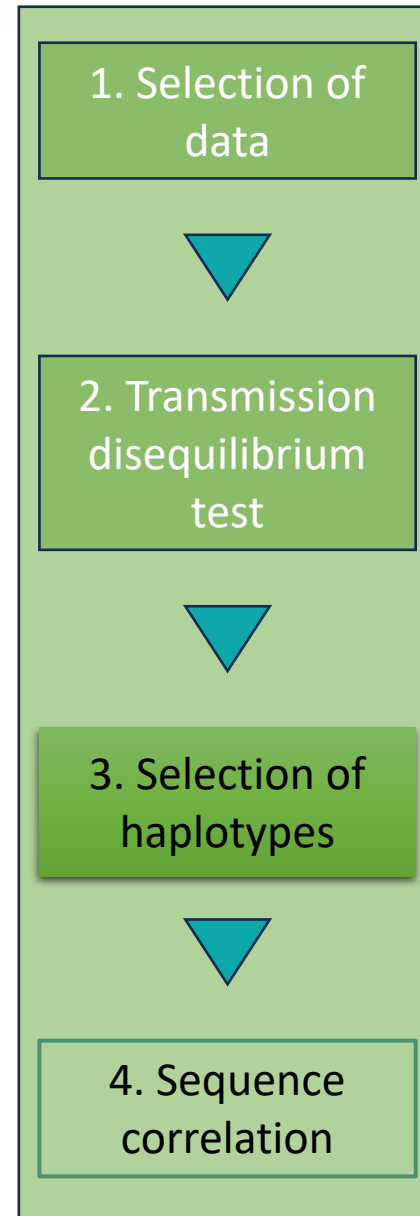 1. Selection of
data
2. Transmission
disequilibrium
test
3. Selection of
haplotypes
4. Sequence
correlation